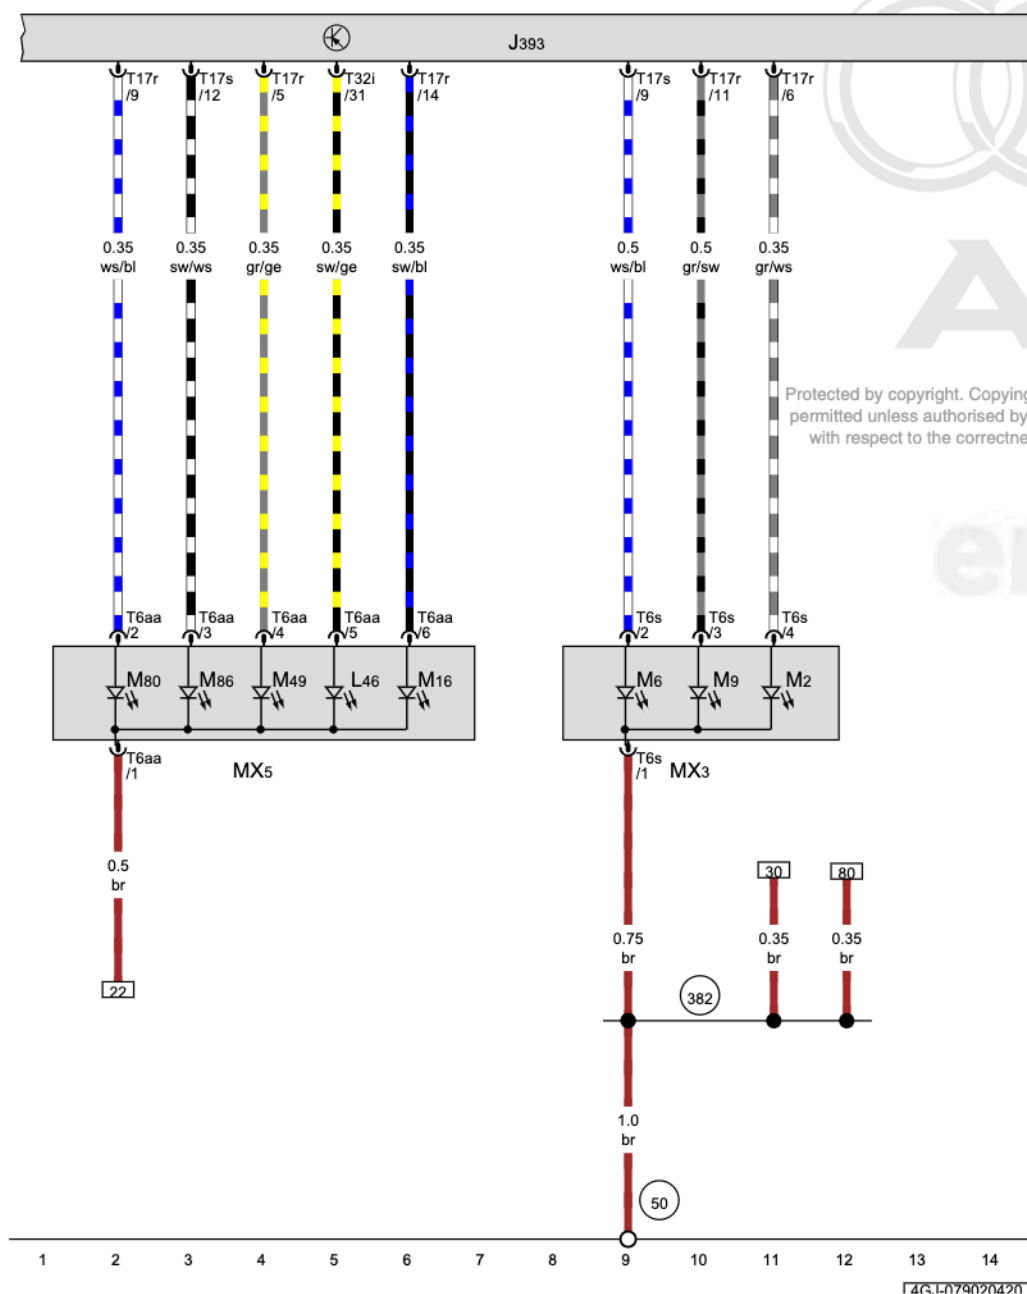 J393
T17r T17s T17r T32i T17r T17s T17r T17r
/9 /12 /5 /31 /14 /9 /11 /6
0.35 0.35 0.35 0.35 0.35 0.5 0.5 0.35
ws/bl sw/ws gr/ge sw/ge sw/bl ws/bl gr/sw gr/ws
Protected by copyright. Copying
permitted unless authorised by
with respect to the correctne
T6aa T6aa T6aa T6aa T6aa T6s T6s T6s
/2 /3 /4 /5 /6 /2 /3 /4
M80 M86 M49 L46 M16 M6 M9 M2
T6aa T6s
/1 MX5 /1 MX3
0.5 30 80
br
0.75 0.35 0.35
br br br
22 382
1.0
br
50
1 2 3 4 5 6 7 8 9 10 11 12 13 14
4GJ-079020420